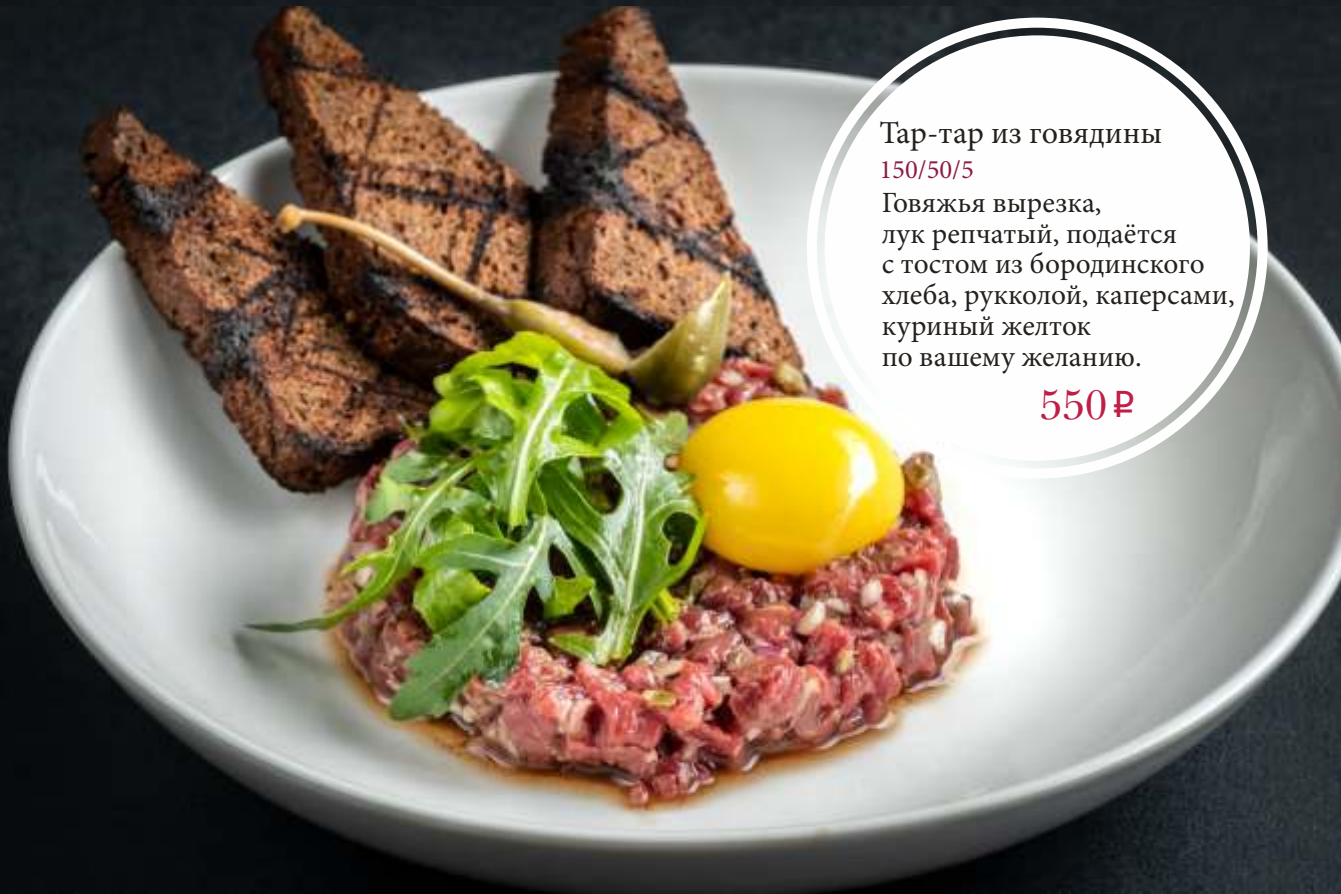 Тар-тар из говядины
150/50/5
Говяжья вырезка,
лук репчатый, подаётся
с тостом из бородинского
хлеба, рукколой, каперсами,
куриный желток
по вашему желанию.
550 ₽